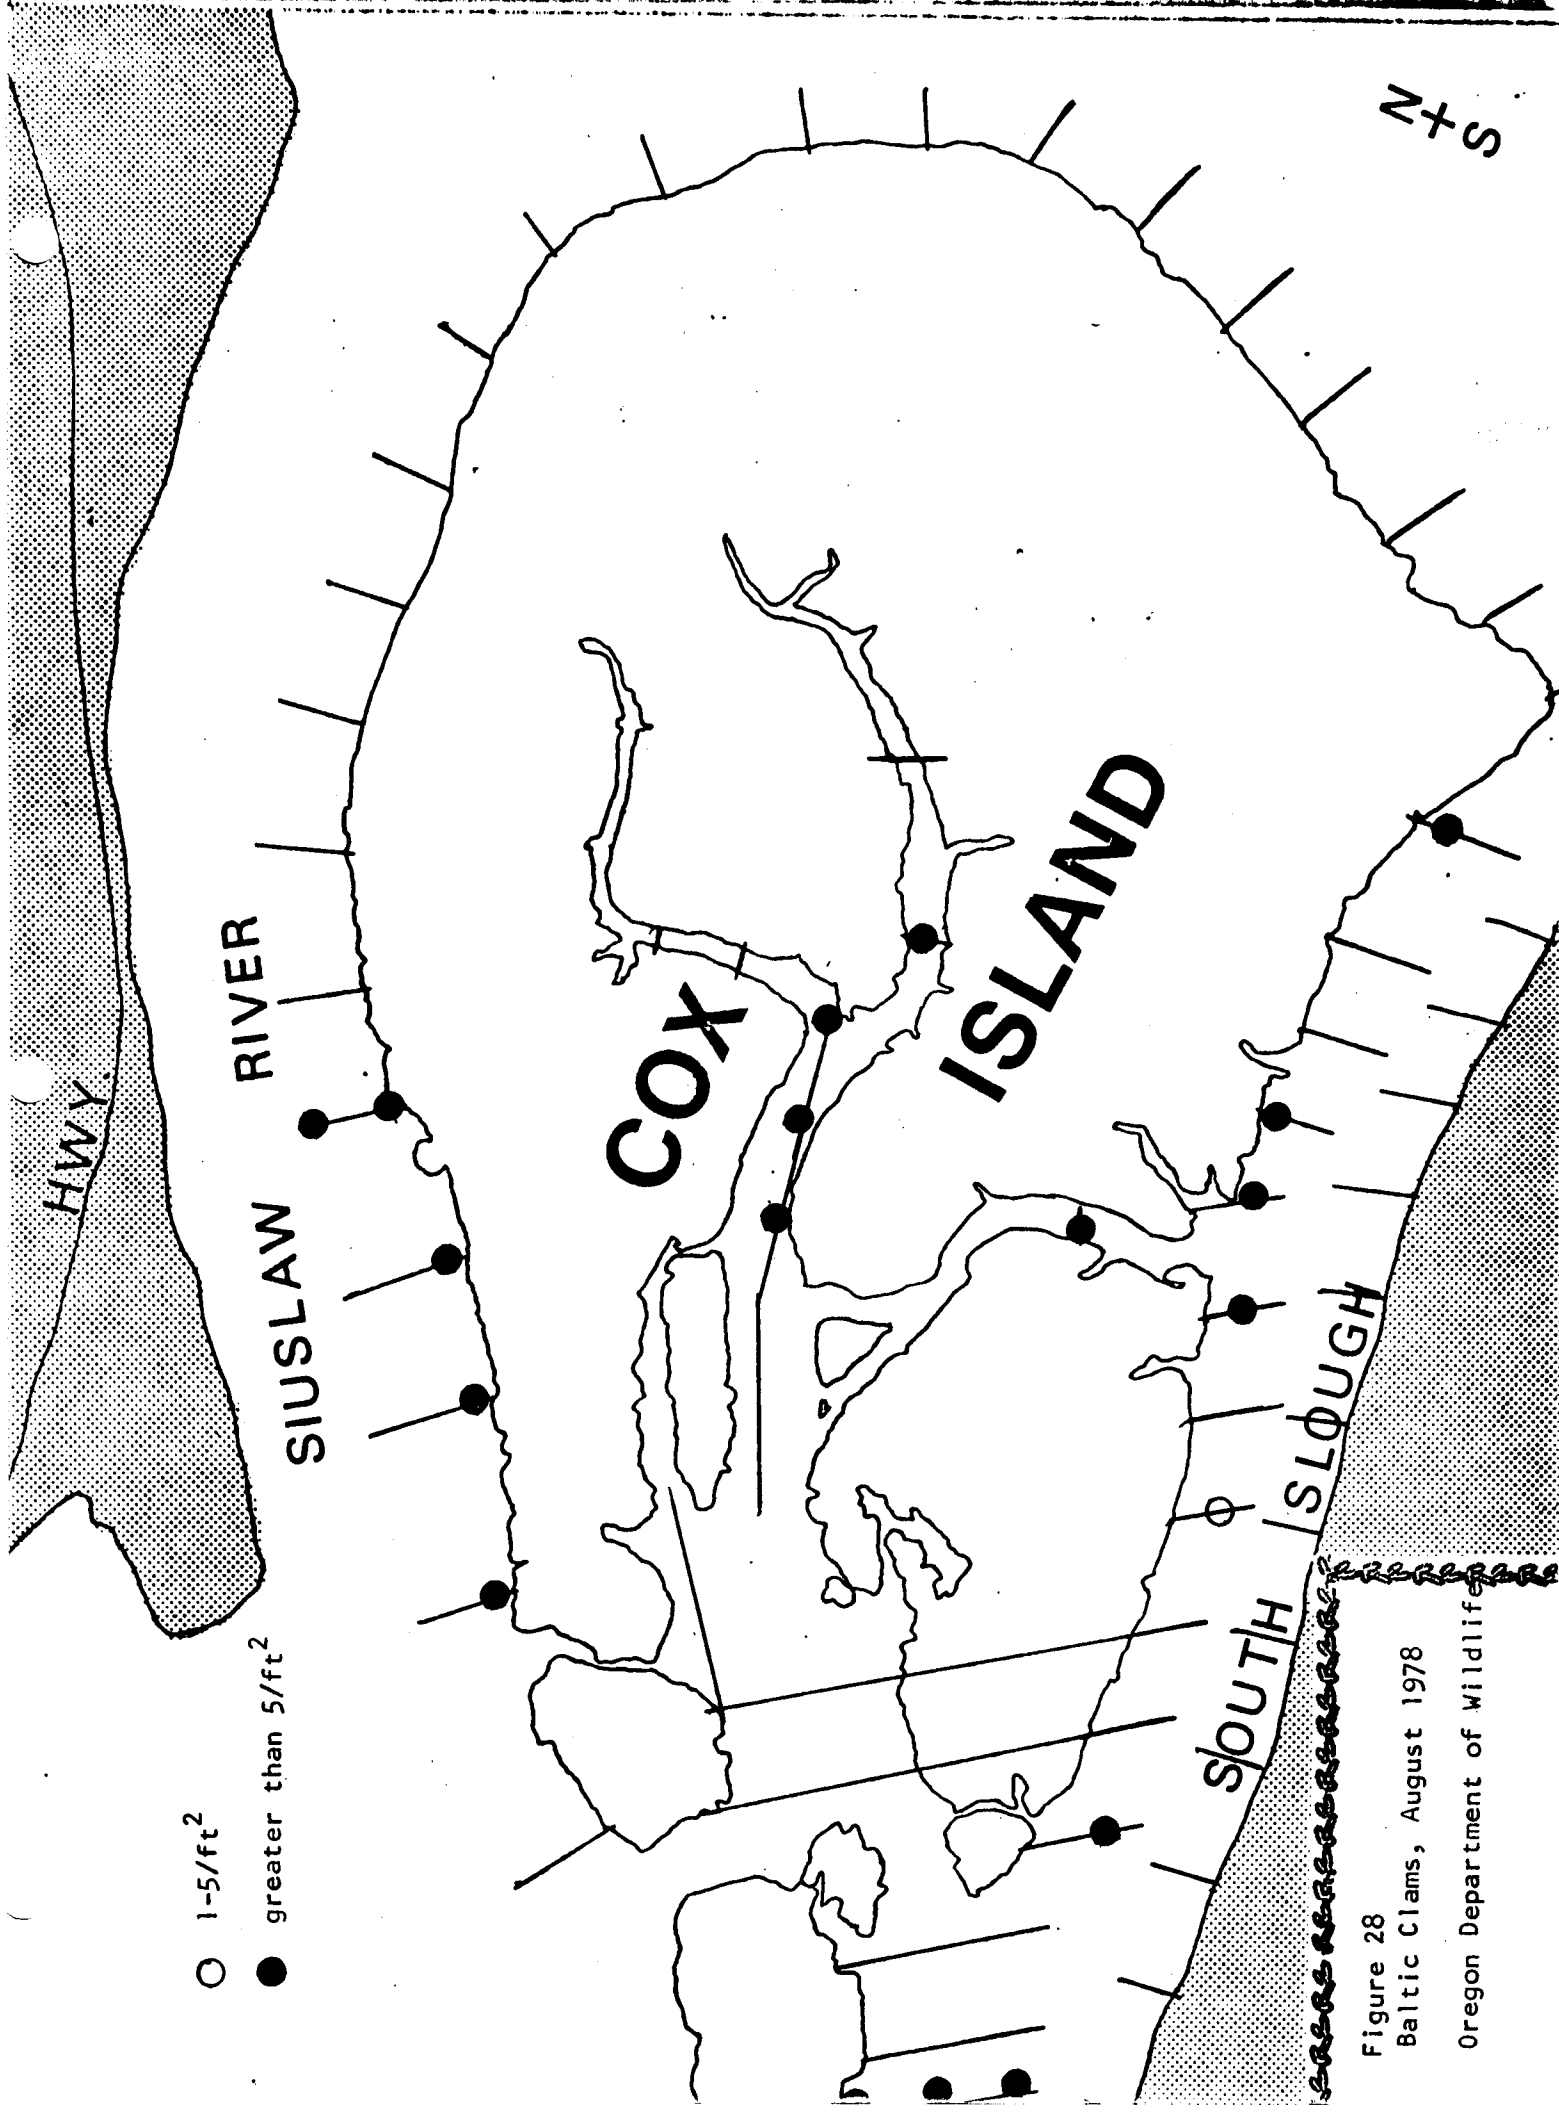 HWY.
SIUSLAW RIVER
COX
ISLAND
SOUTH SLOUGH
N
S
1-5/ft²
greater than 5/ft²
Figure 28
Baltic Clams, August 1978
Oregon Department of Wildlife